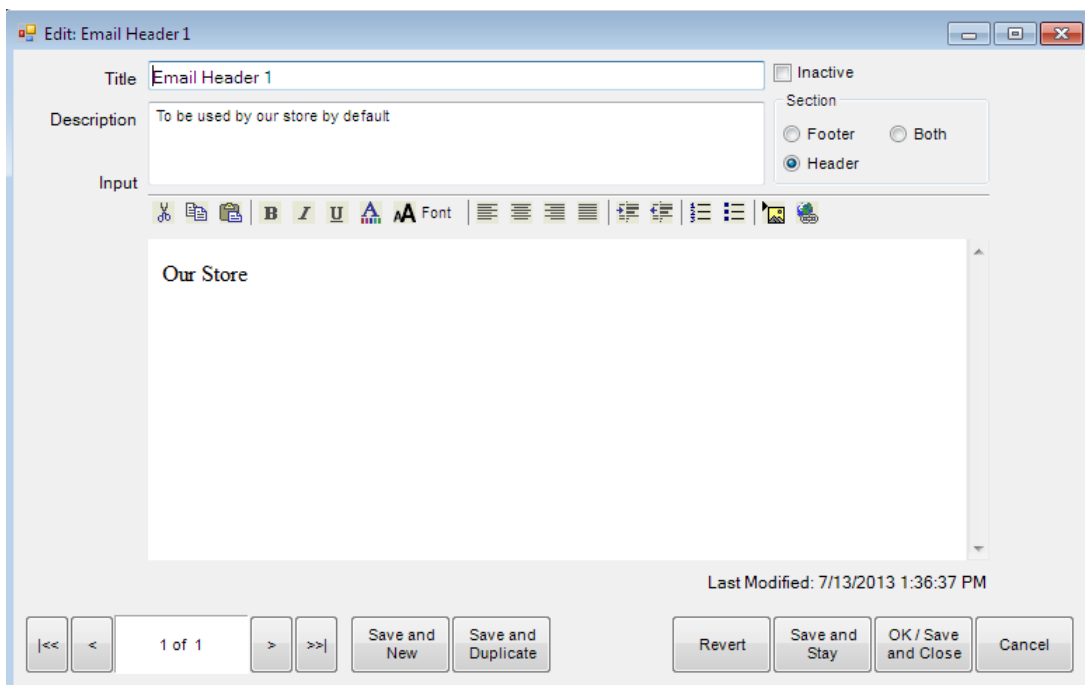 Edit: Email Header 1
Title Email Header 1
Inactive
Description To be used by our store by default
Section
Footer Both
Header
Input
B I U A AA Font
Our Store
Last Modified: 7/13/2013 1:36:37 PM
|<< < 1 of 1 > >>| Save and New Save and Duplicate Revert Save and Stay OK / Save and Close Cancel